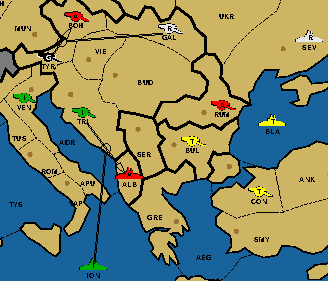 MUN
BOH
GAL
UKR
SEV
R
R
TYR
VIE
BUD
VEN
TRI
RUM
BLA
TUS
ADR
SER
BUL
ROM
APU
ALB
CON
ANK
TYS
GRE
SMY
ION
AEG